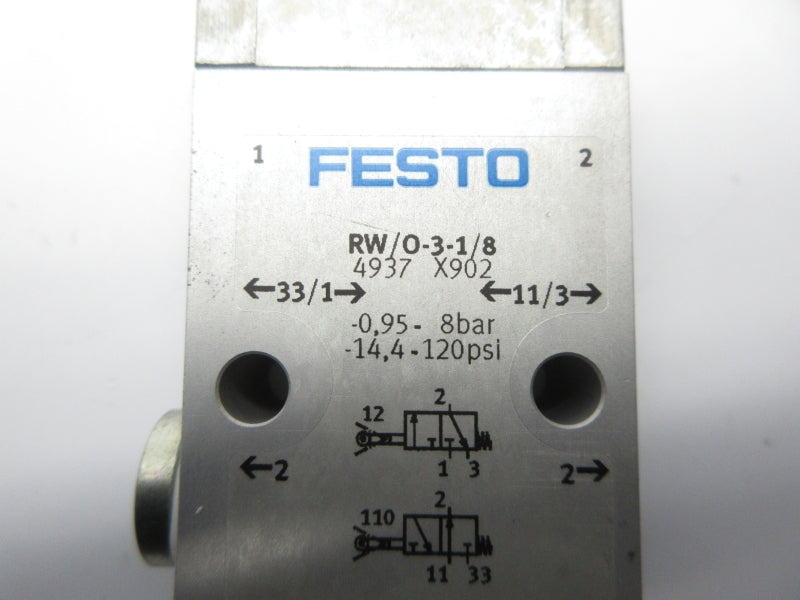 1 FESTO 2
RW/O-3-1/8
4937 X902
←33/1→ ←11/3→
-0,95- 8bar
-14,4-120psi
2
12
1 3
←2 2→
2
110
11 33